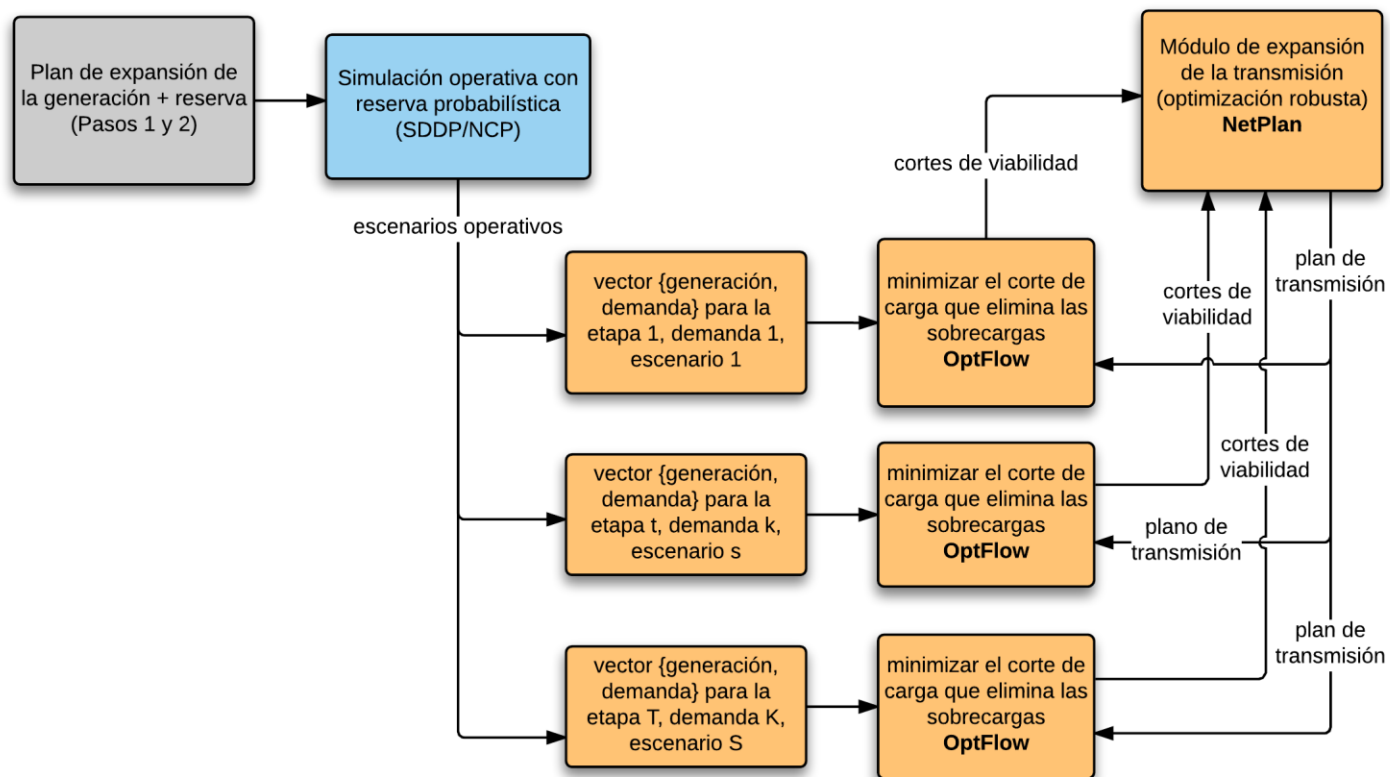 Plan de expansión de
la generación + reserva
(Pasos 1 y 2)
Simulación operativa con
reserva probabilística
(SDDP/NCP)
Módulo de expansión
de la transmisión
(optimización robusta)
NetPlan
cortes de viabilidad
escenarios operativos
vector {generación,
demanda} para la
etapa 1, demanda 1,
escenario 1
minimizar el corte de
carga que elimina las
sobrecargas
OptFlow
cortes de
viabilidad
plan de
transmisión
vector {generación,
demanda} para la
etapa t, demanda k,
escenario s
minimizar el corte de
carga que elimina las
sobrecargas
OptFlow
plano de
transmisión
cortes de
viabilidad
vector {generación,
demanda} para la
etapa T, demanda K,
escenario S
minimizar el corte de
carga que elimina las
sobrecargas
OptFlow
plan de
transmisión